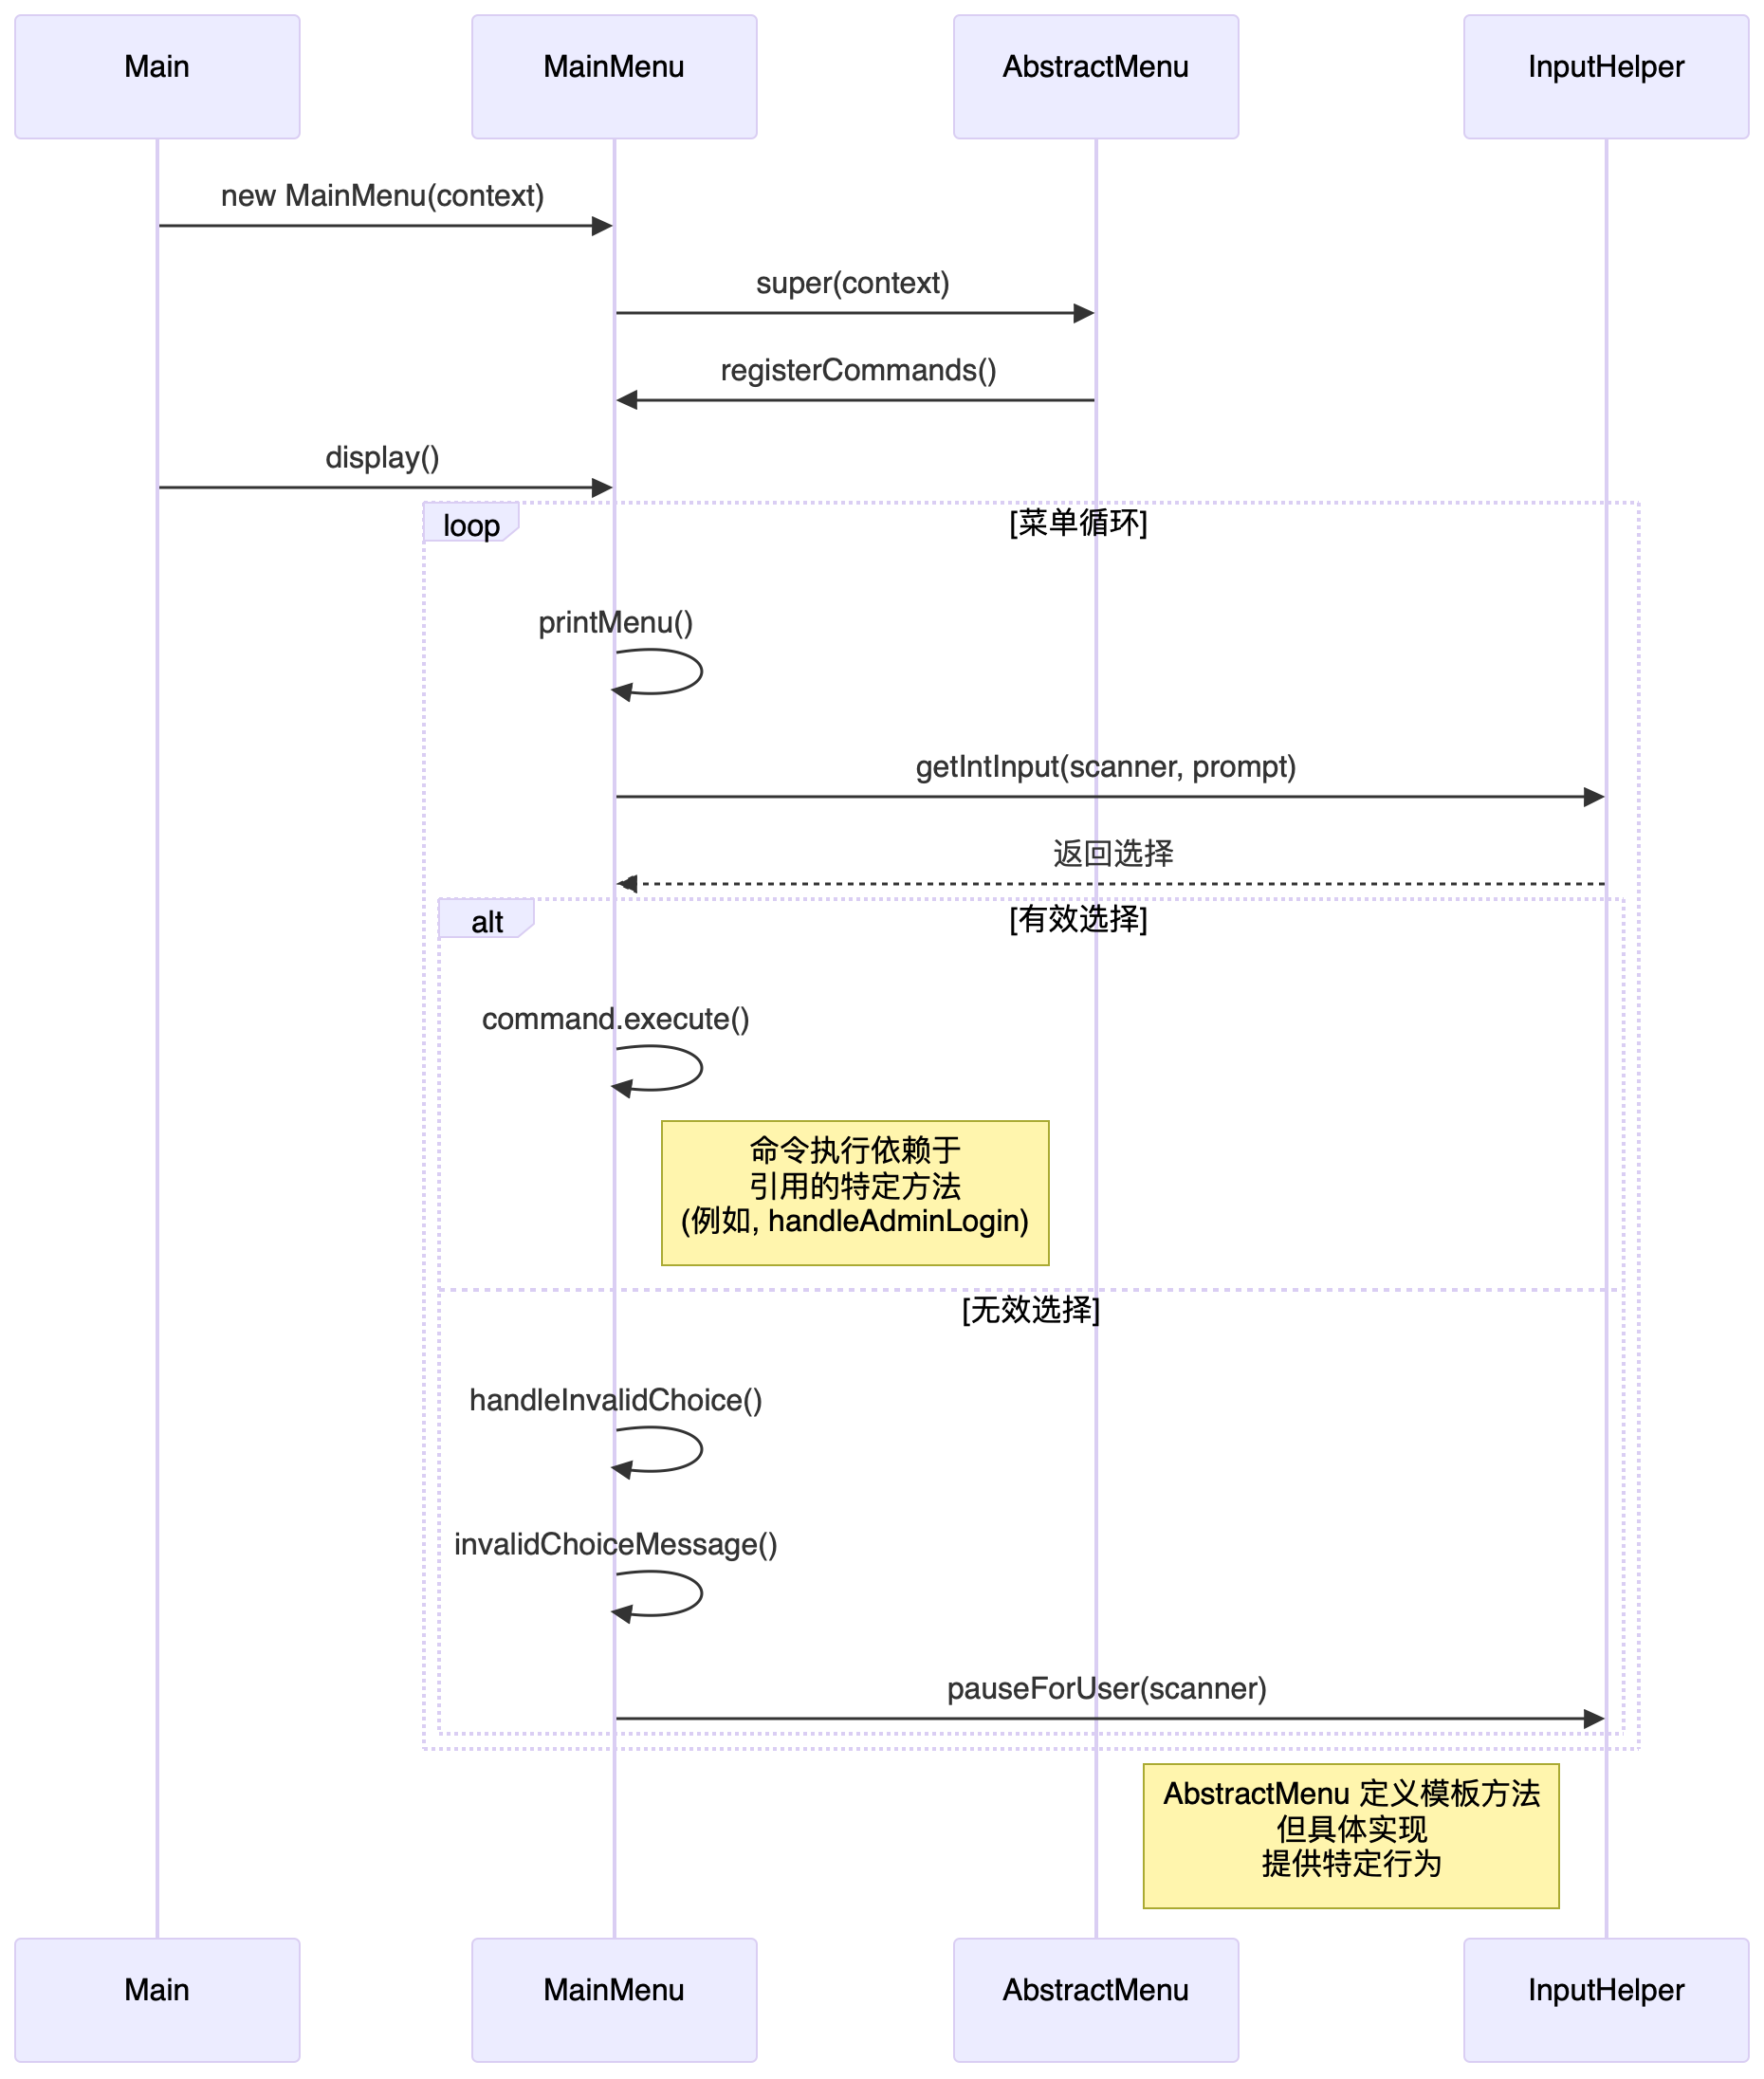 Main
MainMenu
AbstractMenu
InputHelper
new MainMenu(context)
super(context)
registerCommands()
display()
loop
[菜单循环]
printMenu()
getIntInput(scanner, prompt)
返回选择
alt
[有效选择]
command.execute()
命令执行依赖于
引用的特定方法
(例如, handleAdminLogin)
[无效选择]
handleInvalidChoice()
invalidChoiceMessage()
pauseForUser(scanner)
AbstractMenu 定义模板方法
但具体实现
提供特定行为
Main
MainMenu
AbstractMenu
InputHelper